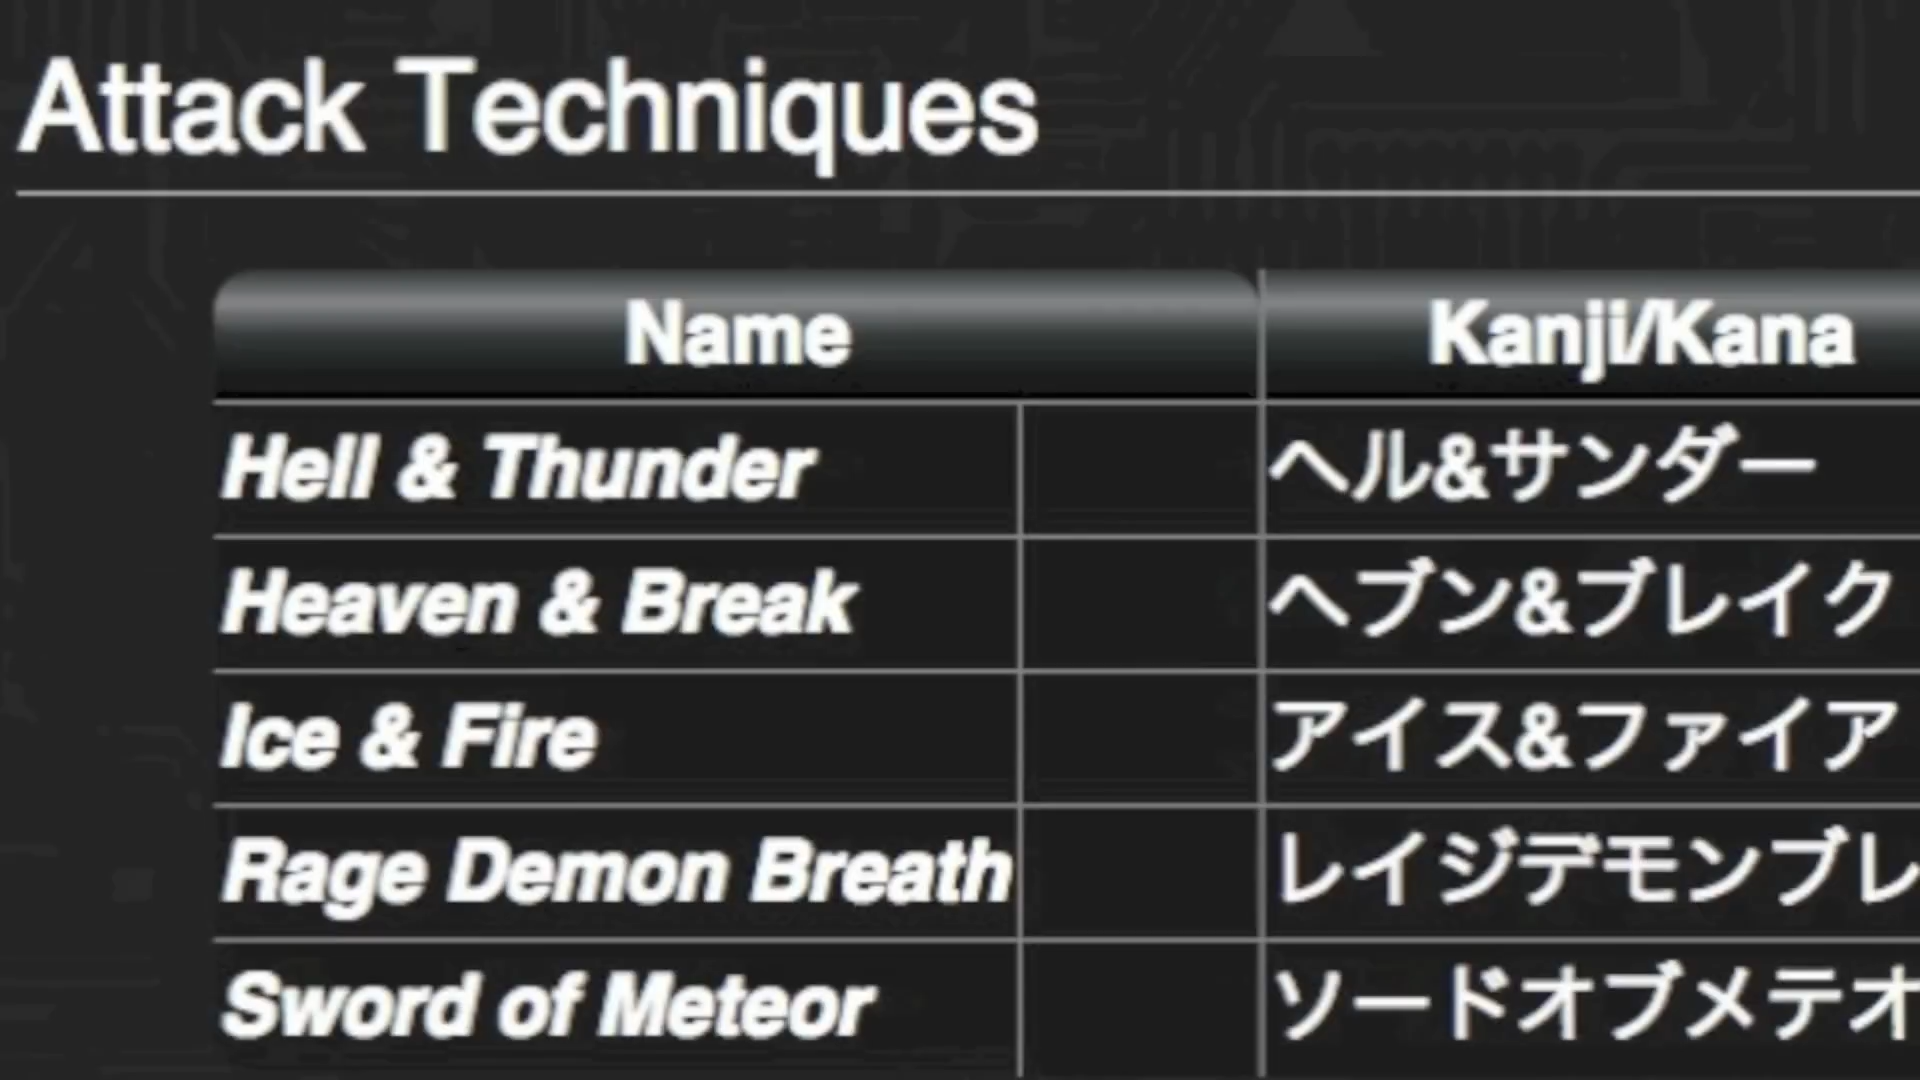 Attack Techniques
Name Kanji/Kana
Hell & Thunder ヘル&サンダー
Heaven & Break ヘブン&ブレイク
Ice & Fire アイス&ファイア
Rage Demon Breath レイジデモンブレ
Sword of Meteor ソードオブメテオ